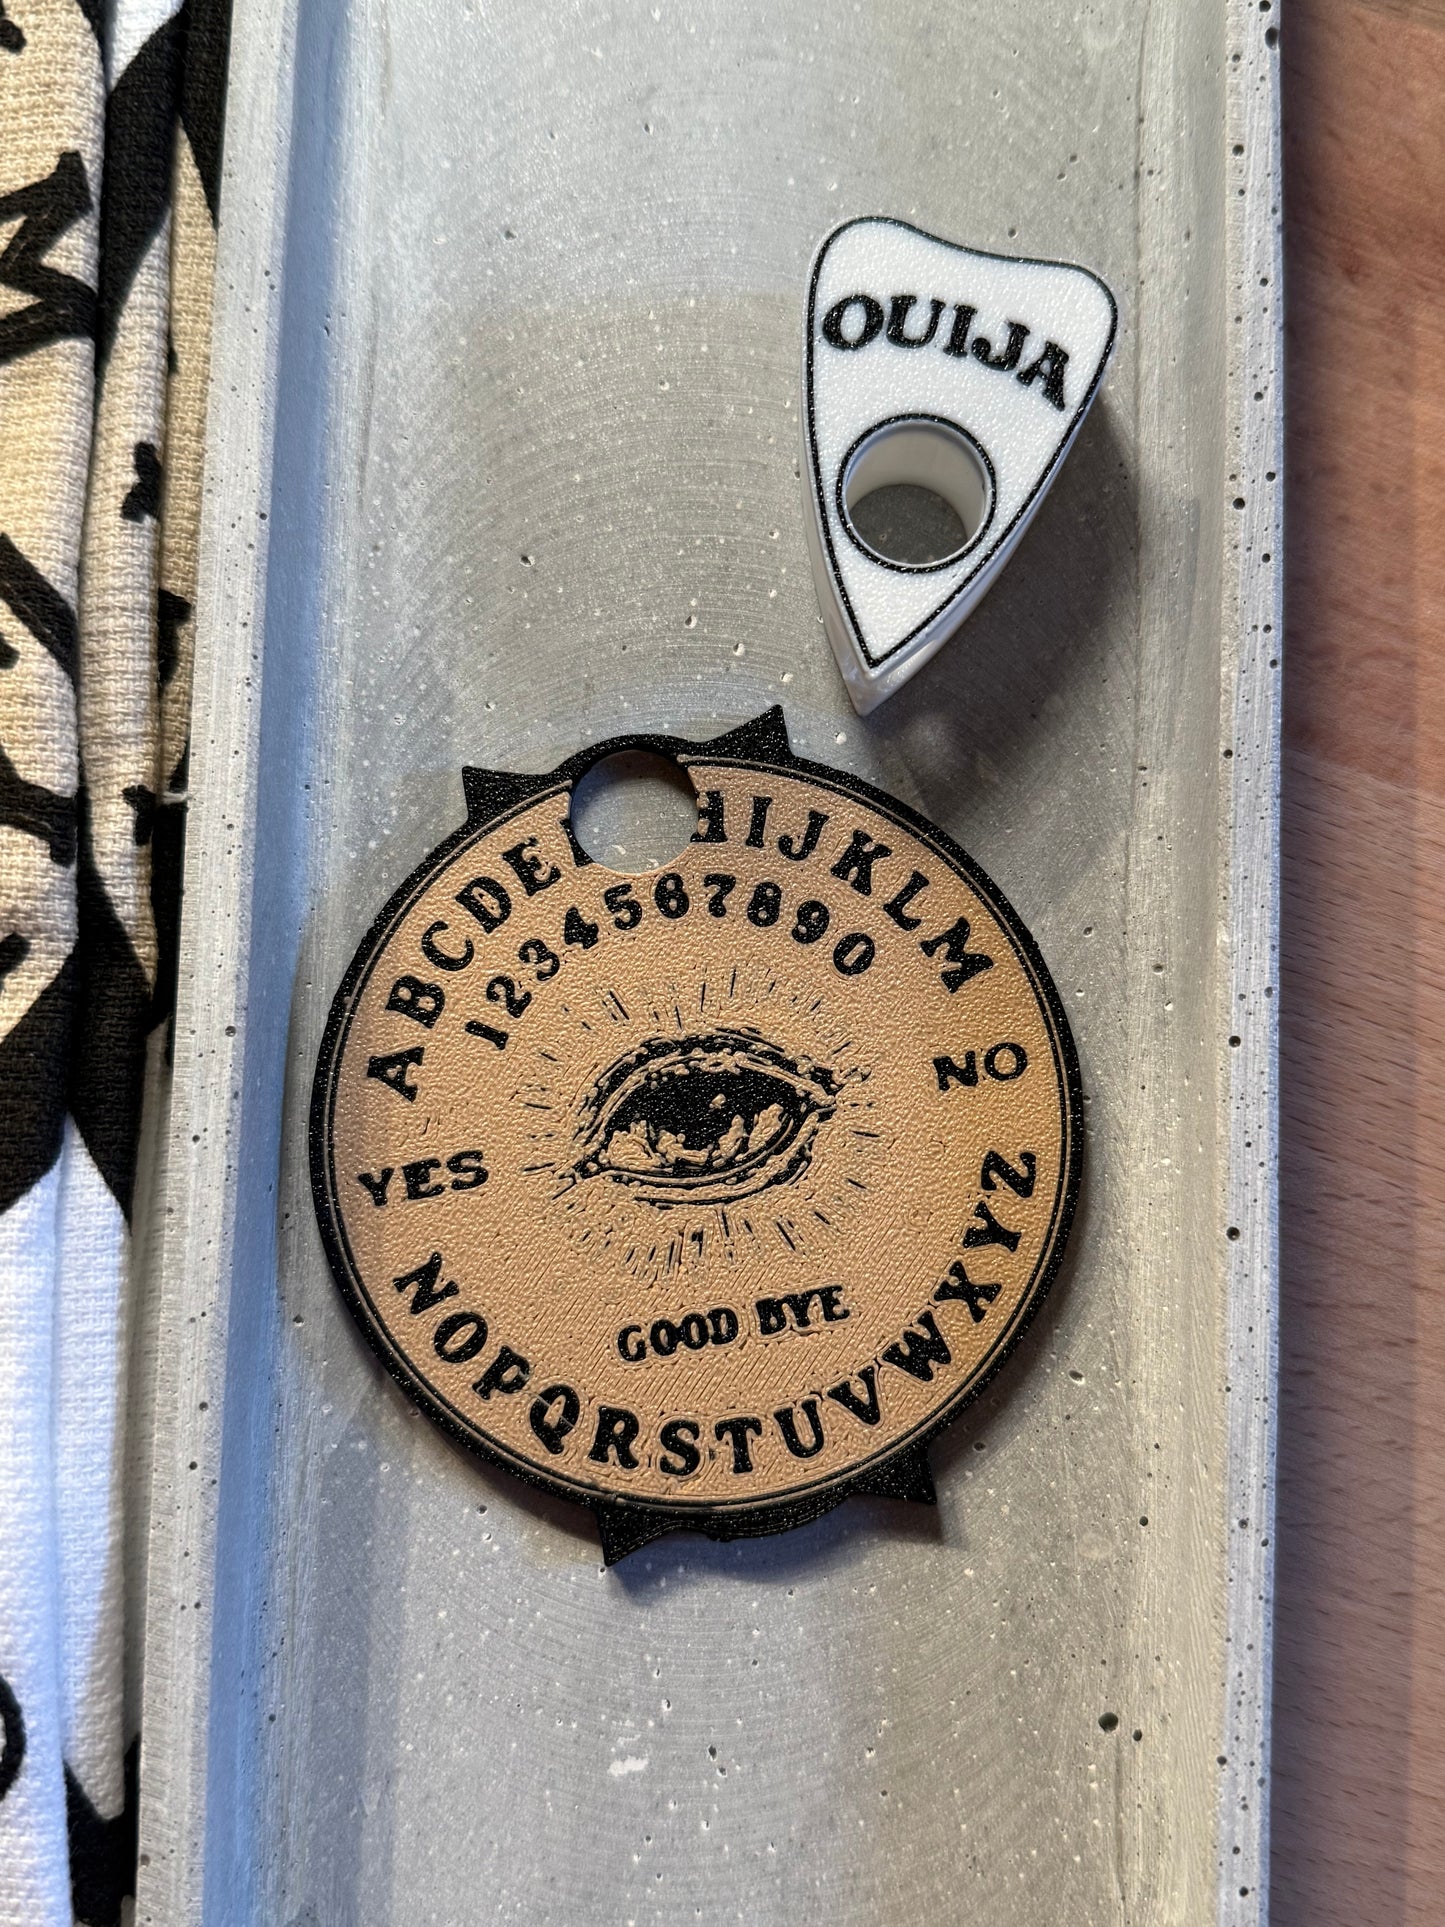 OUIJA
ABCDE HIJKLM
1234567890
YES
NO
GOOD BYE
NOPQRSTUVWXYZ